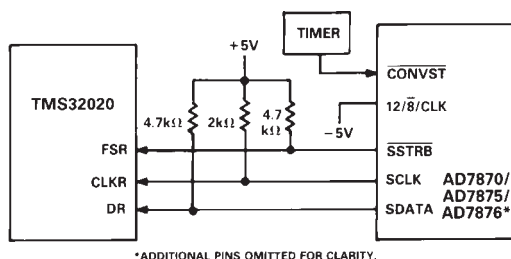 TIMER
+5V
CONVST
TMS32020
12/8/CLK
4.7kΩ
2kΩ
4.7
kΩ
−5V
FSR
SSTRB
CLKR
SCLK
AD7870/
AD7875/
DR
SDATA
AD7876*
*ADDITIONAL PINS OMITTED FOR CLARITY.